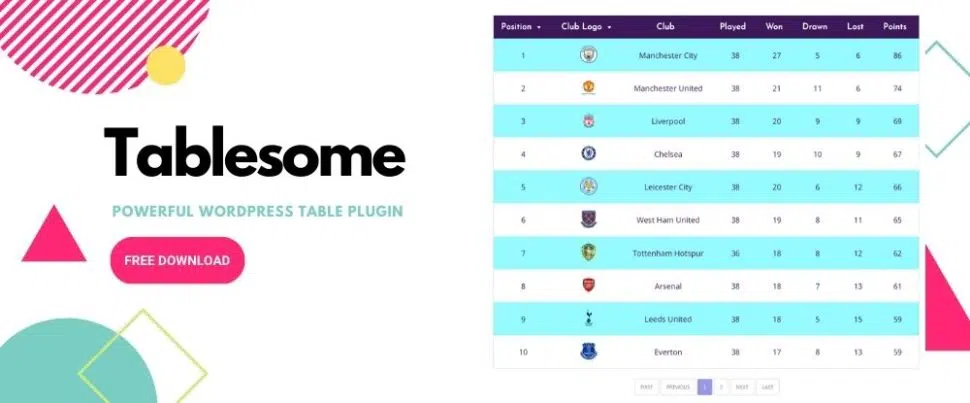 Tablesome
POWERFUL WORDPRESS TABLE PLUGIN
FREE DOWNLOAD
Position Club Logo Club Played Won Drawn Lost Points
1 Manchester City 38 27 5 6 86
2 Manchester United 38 21 11 6 74
3 Liverpool 38 20 9 9 69
4 Chelsea 38 19 10 9 67
5 Leicester City 38 20 6 12 66
6 West Ham United 38 19 8 11 65
7 Tottenham Hotspur 36 18 8 12 62
8 Arsenal 38 18 7 13 61
9 Leeds United 38 18 5 15 59
10 Everton 38 17 8 13 59
FIRST PREVIOUS 1 2 NEXT LAST